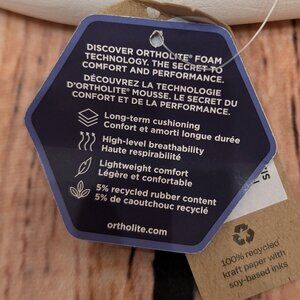 DISCOVER ORTHOLITE® FOAM
TECHNOLOGY. THE SECRET TO
COMFORT AND PERFORMANCE.
DÉCOUVREZ LA TECHNOLOGIE
D'ORTHOLITE® MOUSSE. LE SECRET DU
CONFORT ET DE LA PERFORMANCE.
Long-term cushioning
Confort et amorti longue durée
High-level breathability
Haute respirabilité
Lightweight comfort
Légère et confortable
5% recycled rubber content
5% de caoutchouc recyclé
ortholite.com
100% recycled
kraft paper with
soy-based inks